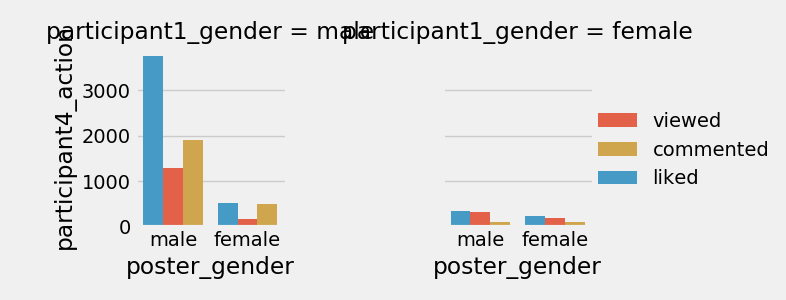 participant1_gender = male
participant1_gender = female
participant4_action
3000
2000
1000
0
male female
poster_gender
male female
poster_gender
viewed
commented
liked